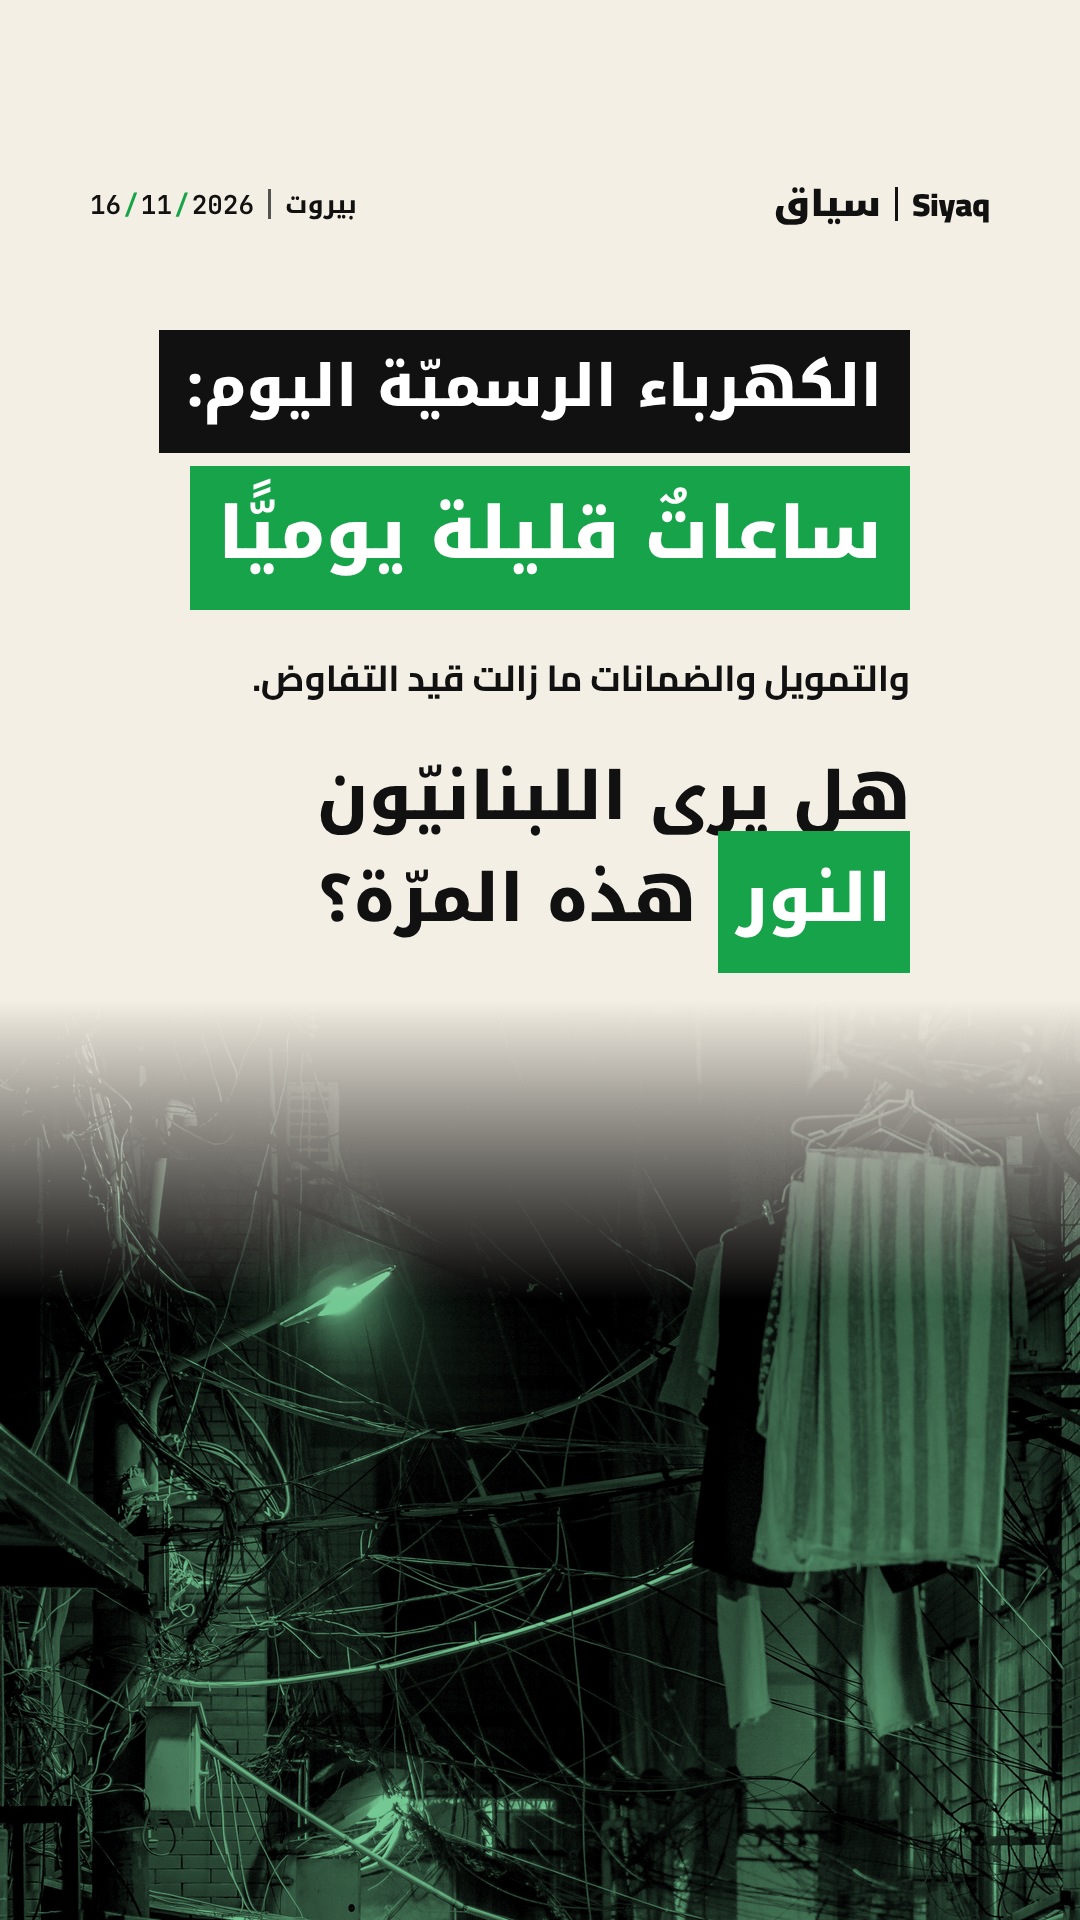 سياق | Siyaq
بيروت | 16/11/2026
الكهرباء الرسميّة اليوم:
ساعاتٌ قليلة يوميًّا
والتمويل والضمانات ما زالت قيد التفاوض.
هل يرى اللبنانيّون
النور هذه المرّة؟